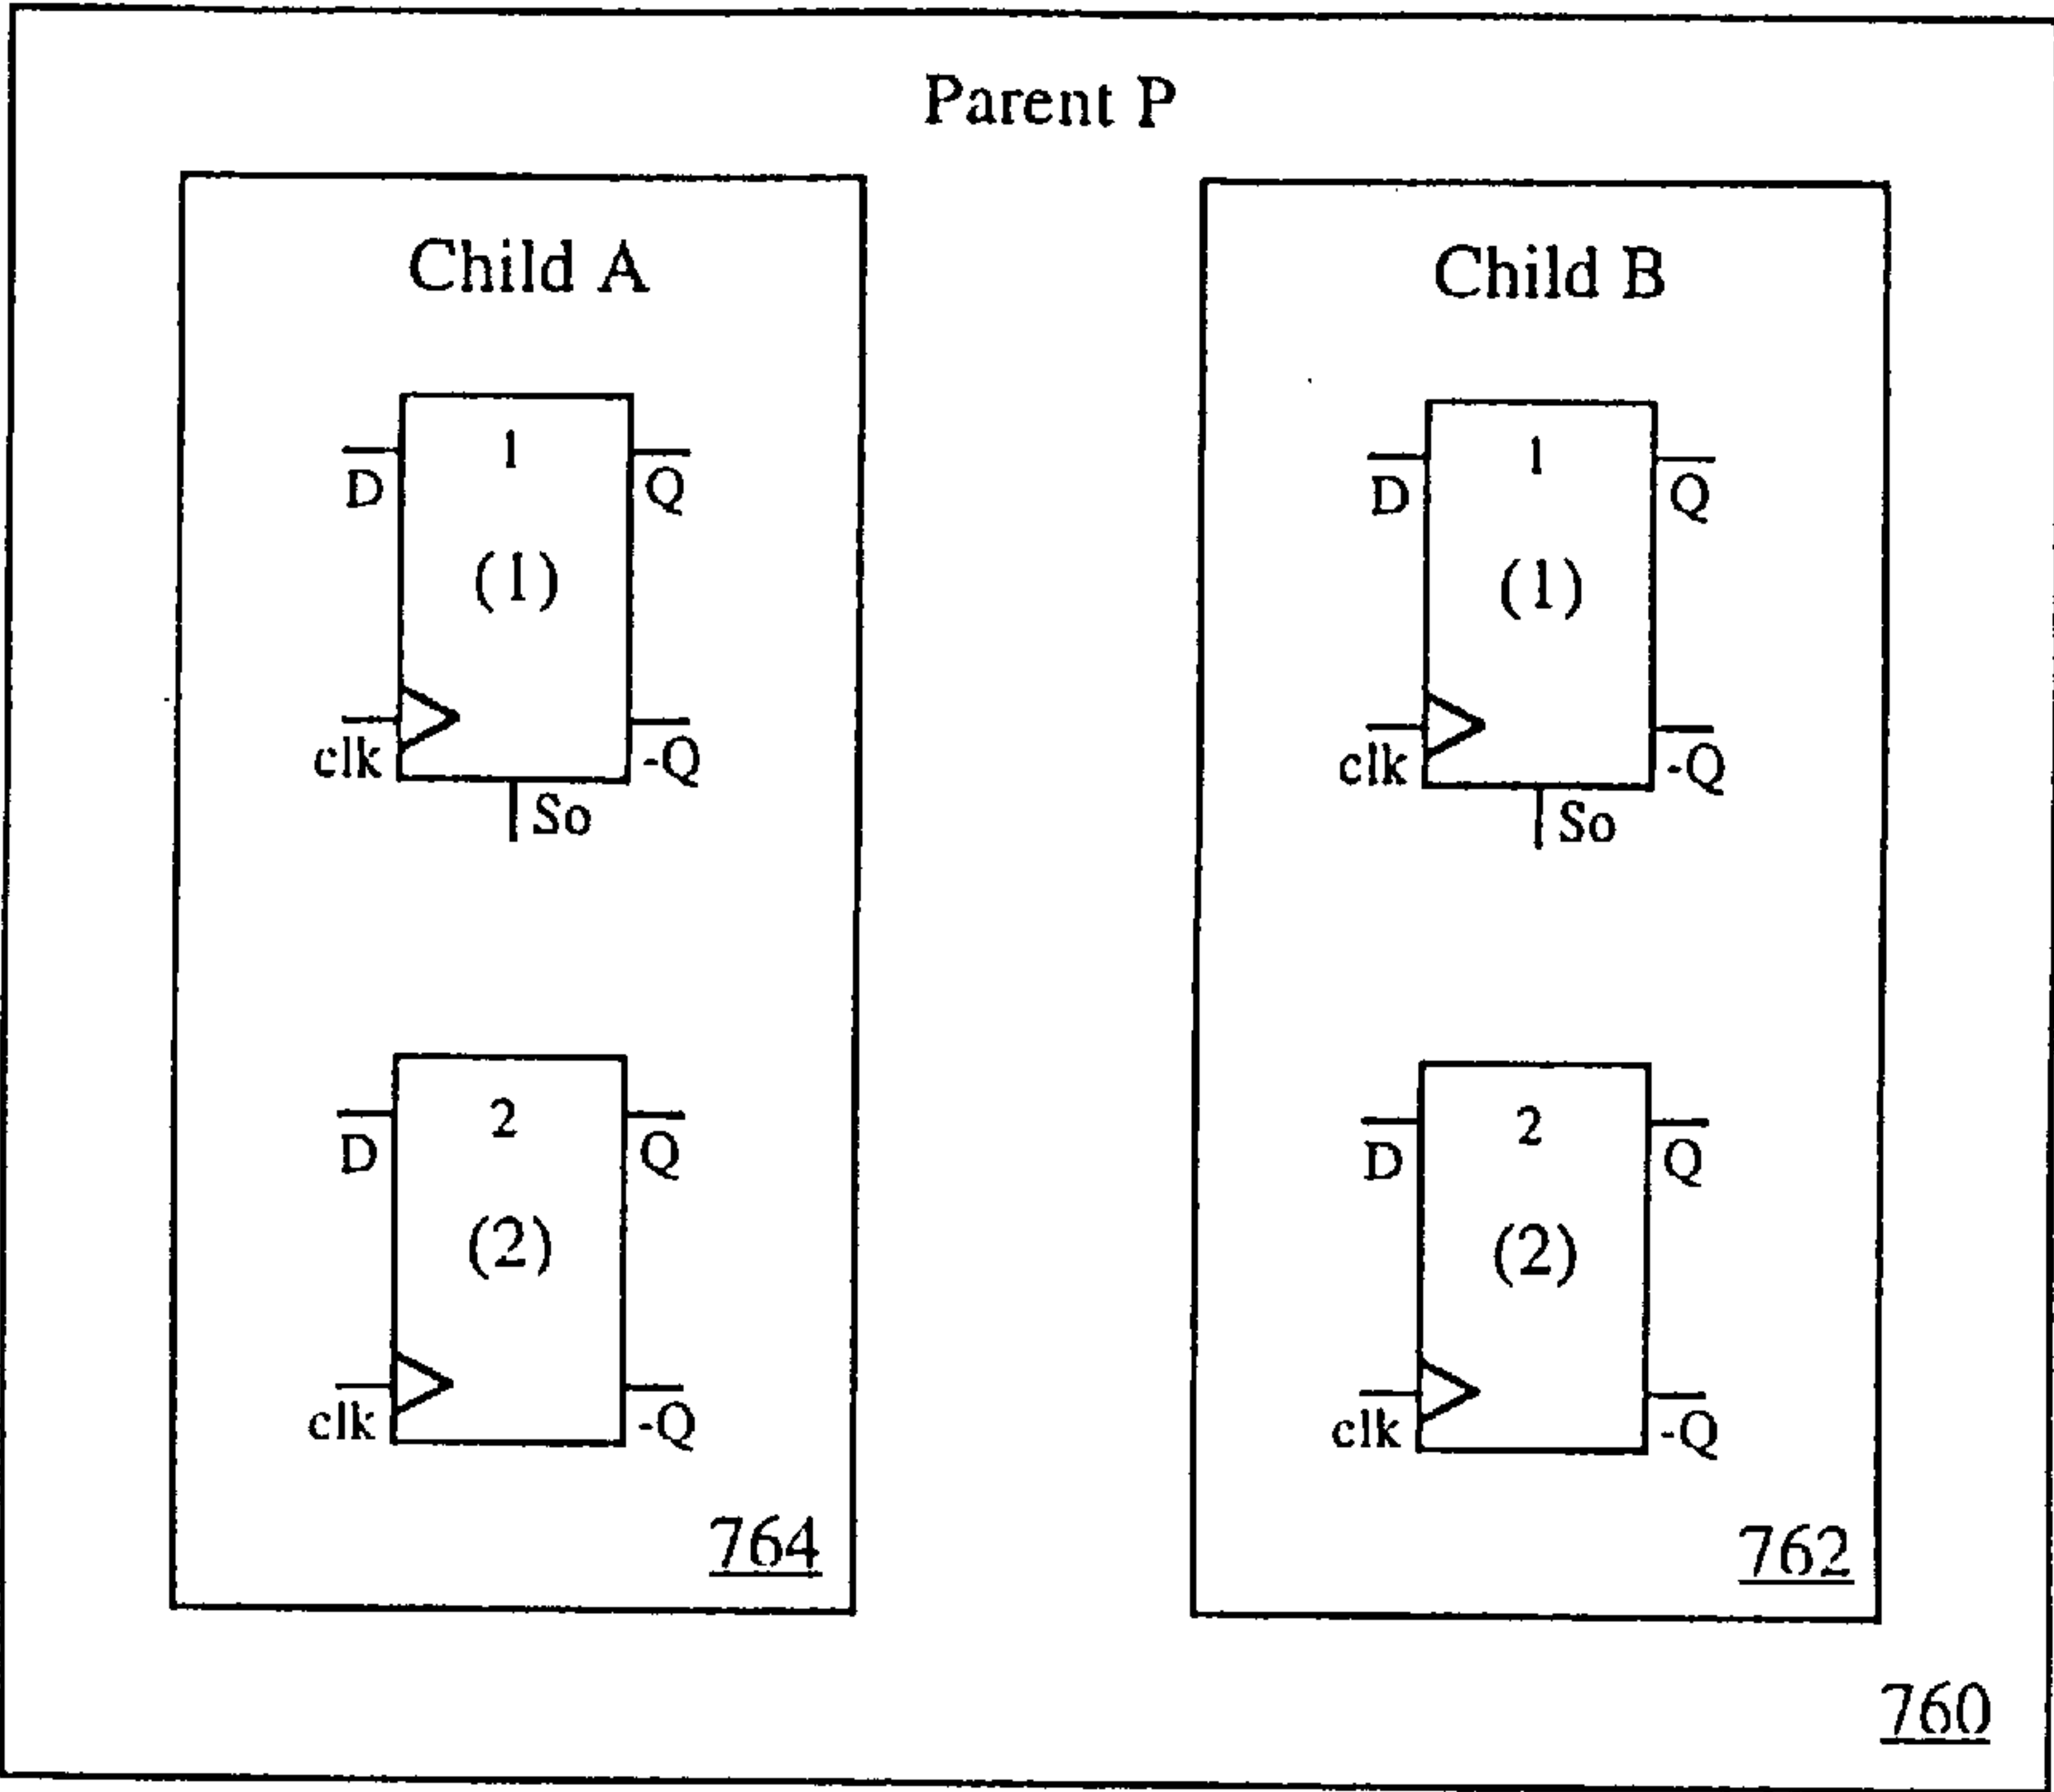 Parent P
Child A
1
D
Q
(1)
clk
-Q
So
2
D
Q
(2)
clk
-Q
764
Child B
1
D
Q
(1)
clk
-Q
So
2
D
Q
(2)
clk
-Q
762
760